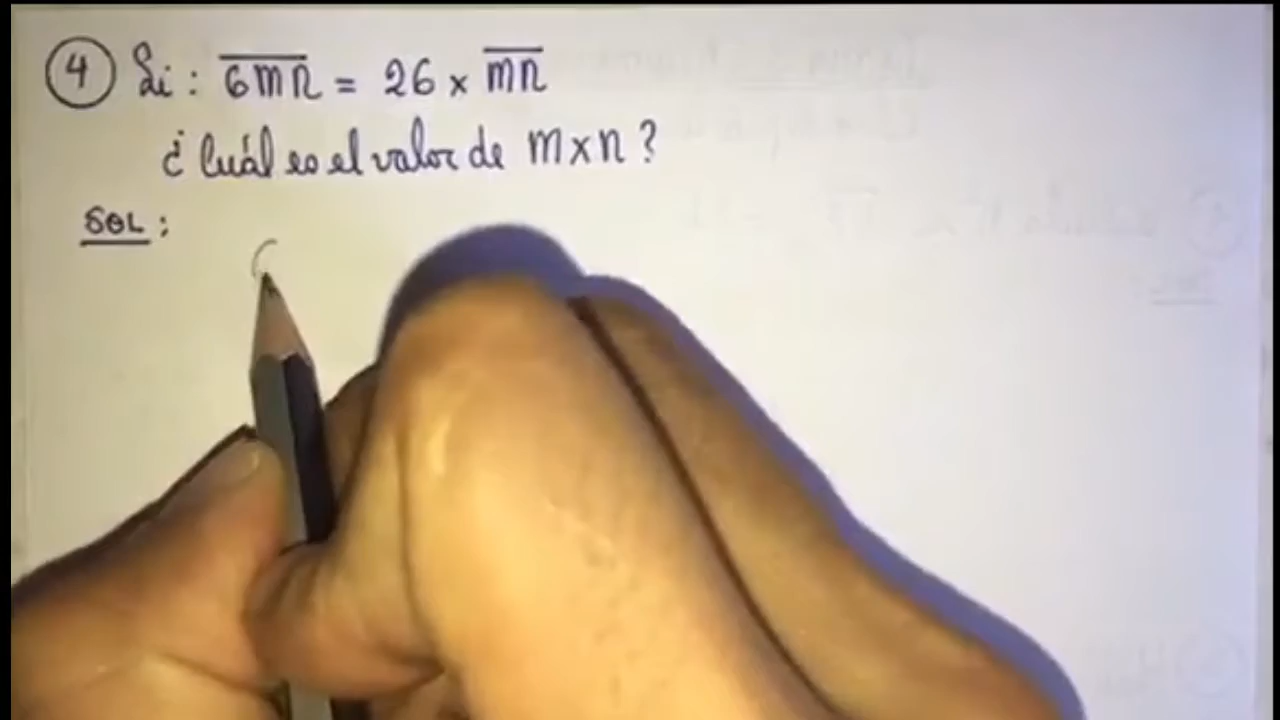 4 Si : 6mn = 26 x mn
¿Cuál es el valor de m x n?
SOL :